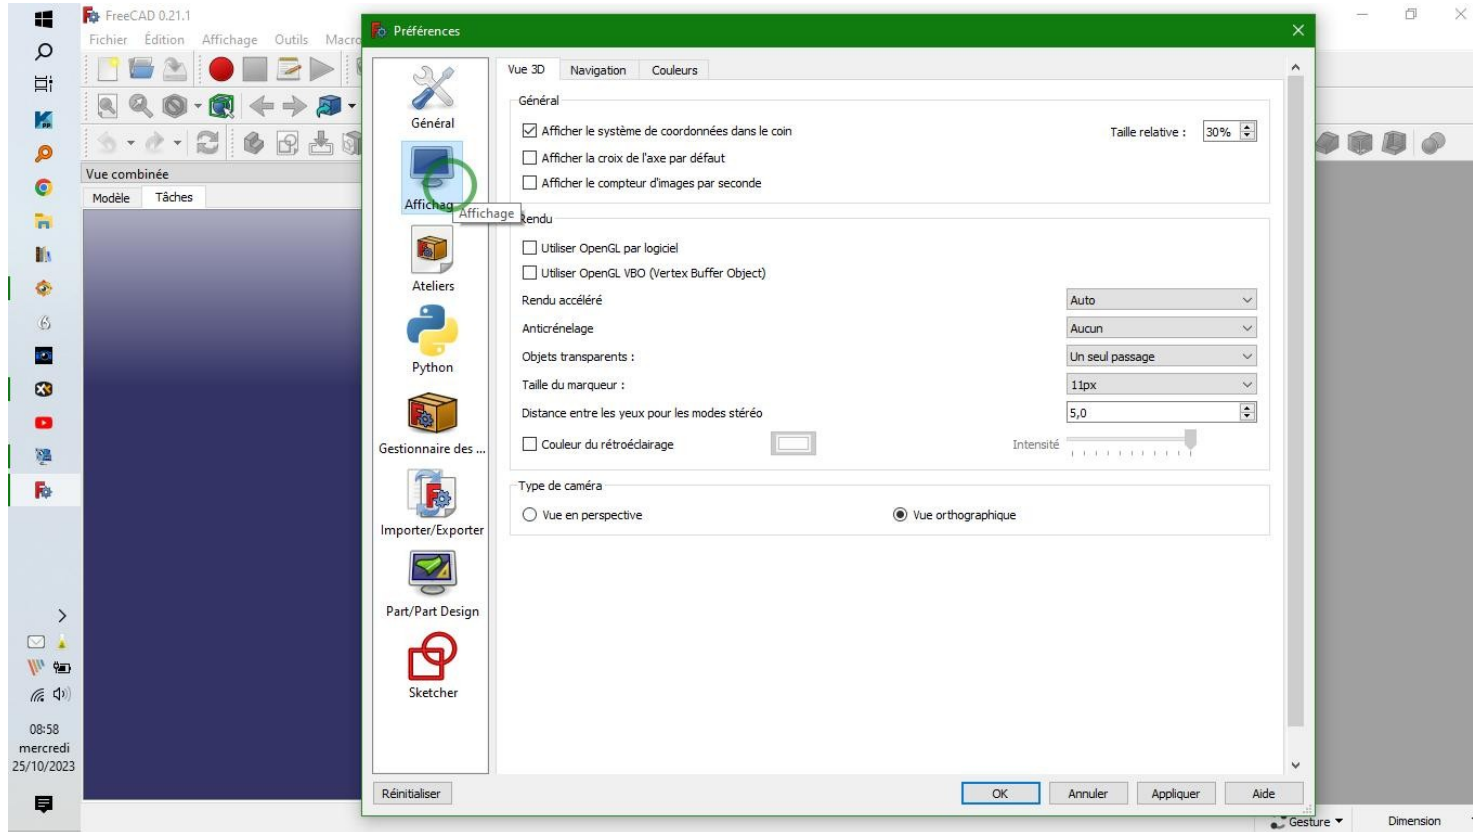 FreeCAD 0.21.1
Fichier Édition Affichage Outils Macro
Vue combinée
Modèle Tâches
Préférences
Général
Affichag
Affichage
Ateliers
Python
Gestionnaire des ...
Importer/Exporter
Part/Part Design
Sketcher
Vue 3D Navigation Couleurs
Général
Afficher le système de coordonnées dans le coin Taille relative : 30%
Afficher la croix de l'axe par défaut
Afficher le compteur d'images par seconde
Rendu
Utiliser OpenGL par logiciel
Utiliser OpenGL VBO (Vertex Buffer Object)
Rendu accéléré Auto
Anticrénelage Aucun
Objets transparents : Un seul passage
Taille du marqueur : 11px
Distance entre les yeux pour les modes stéréo 5,0
Couleur du rétroéclairage Intensité
Type de caméra
Vue en perspective Vue orthographique
Réinitialiser OK Annuler Appliquer Aide
08:58
mercredi
25/10/2023
Gesture Dimension